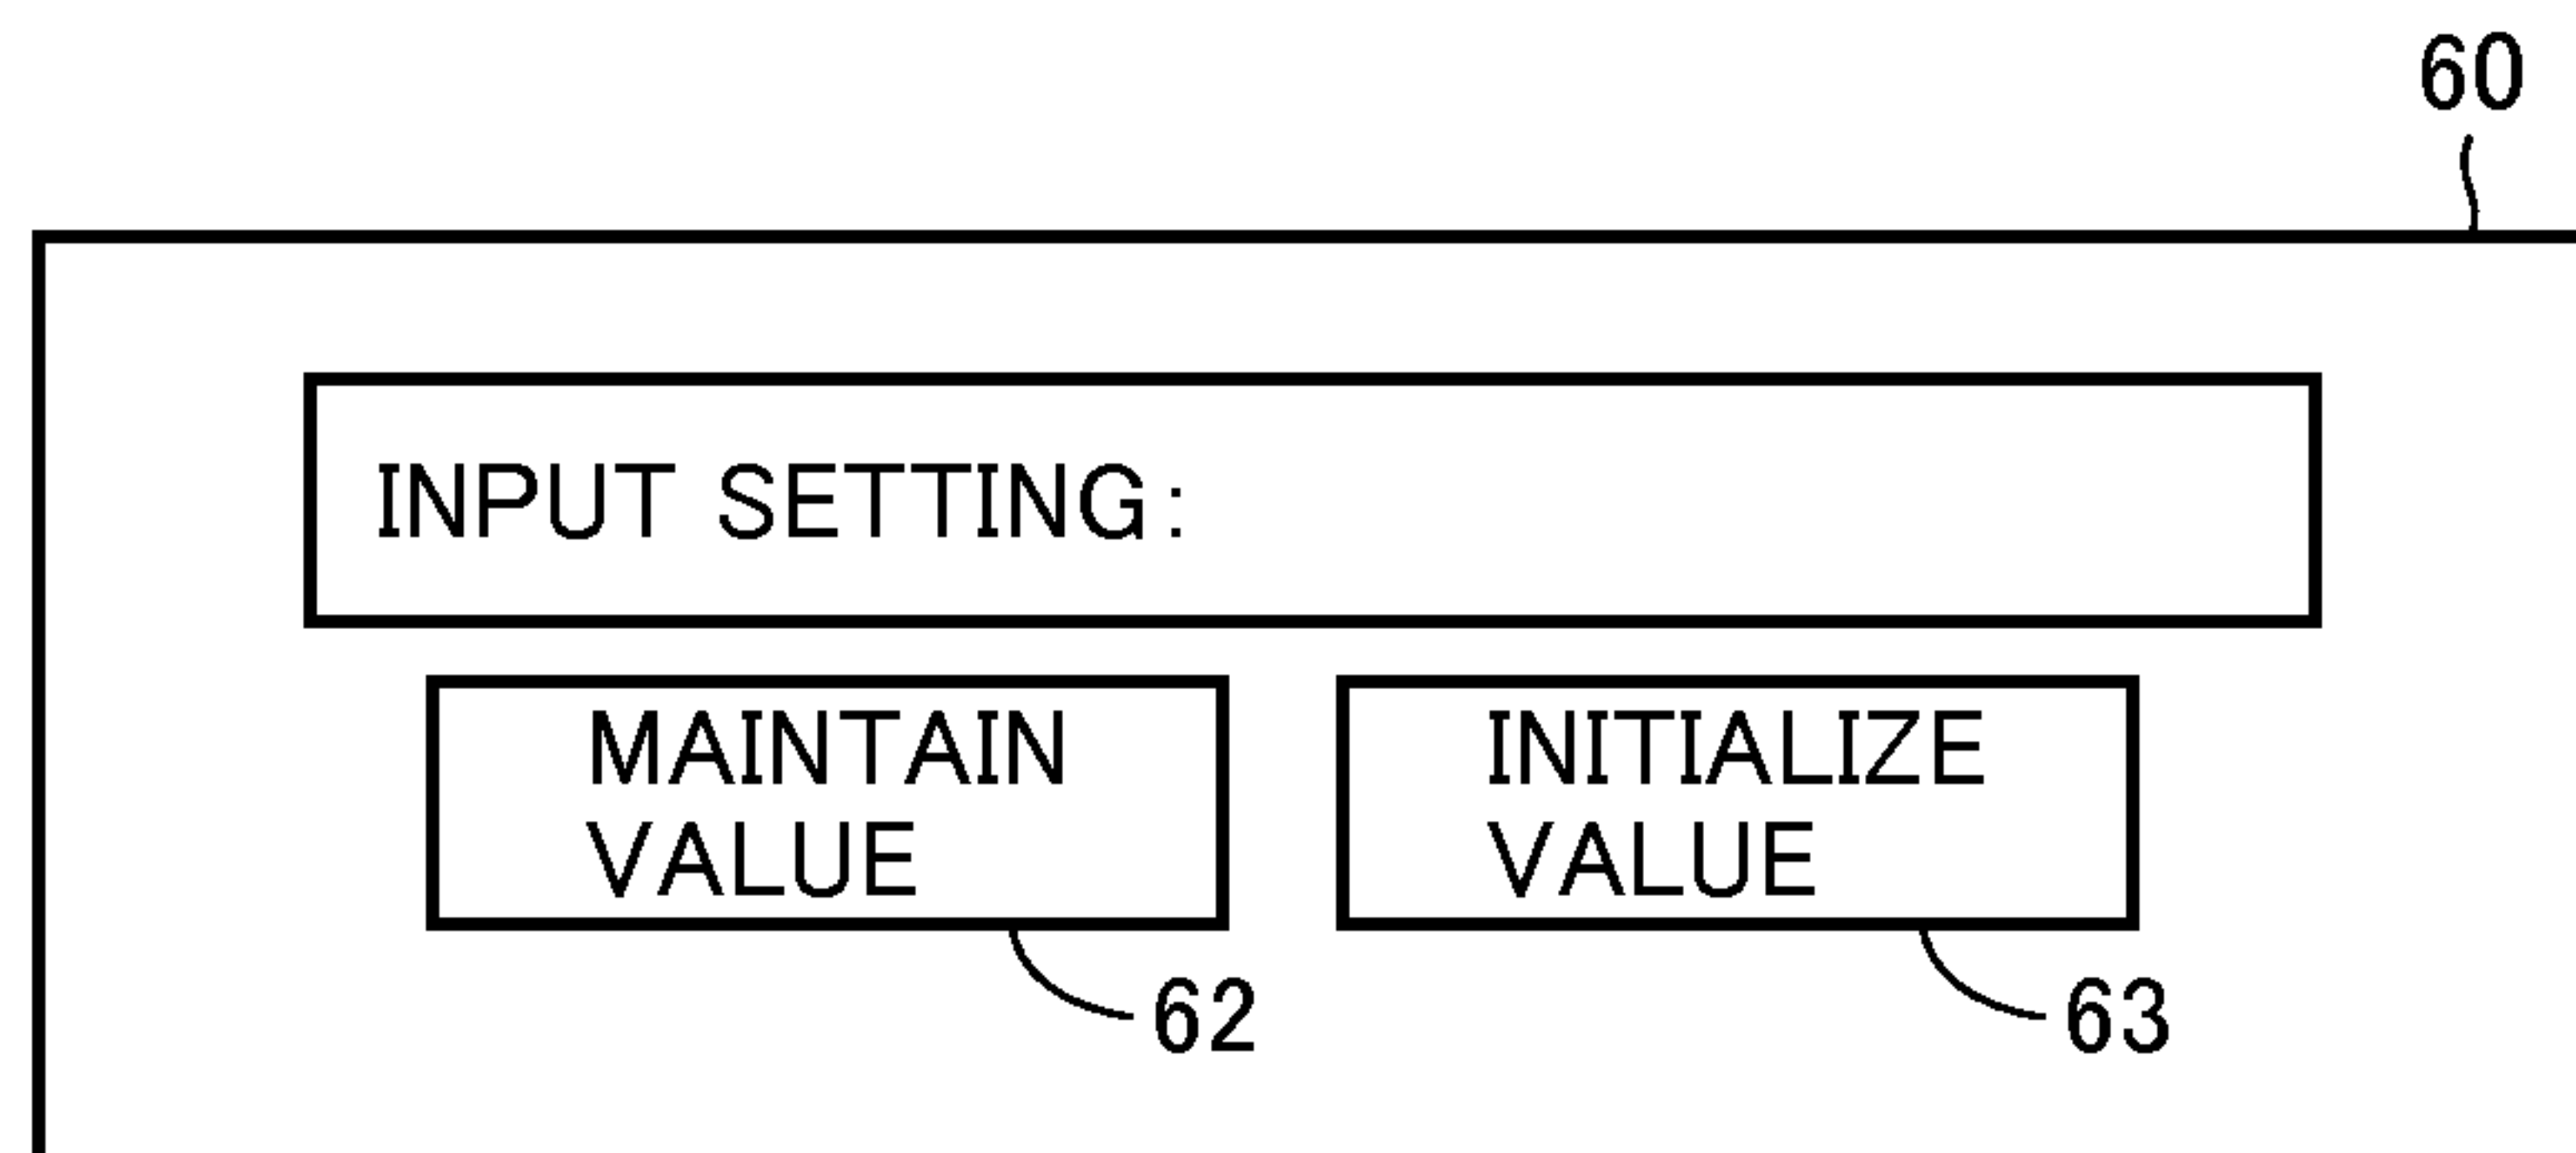 60
INPUT SETTING:
MAINTAIN
VALUE
INITIALIZE
VALUE
62
63